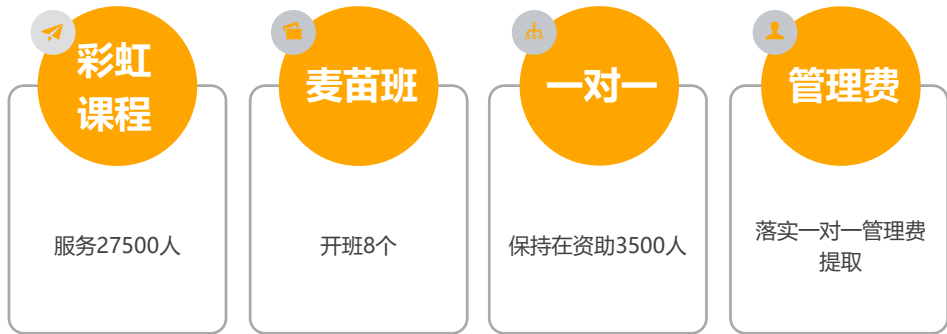 彩虹
课程
服务27500人
麦苗班
开班8个
一对一
保持在资助3500人
管理费
落实一对一管理费
提取